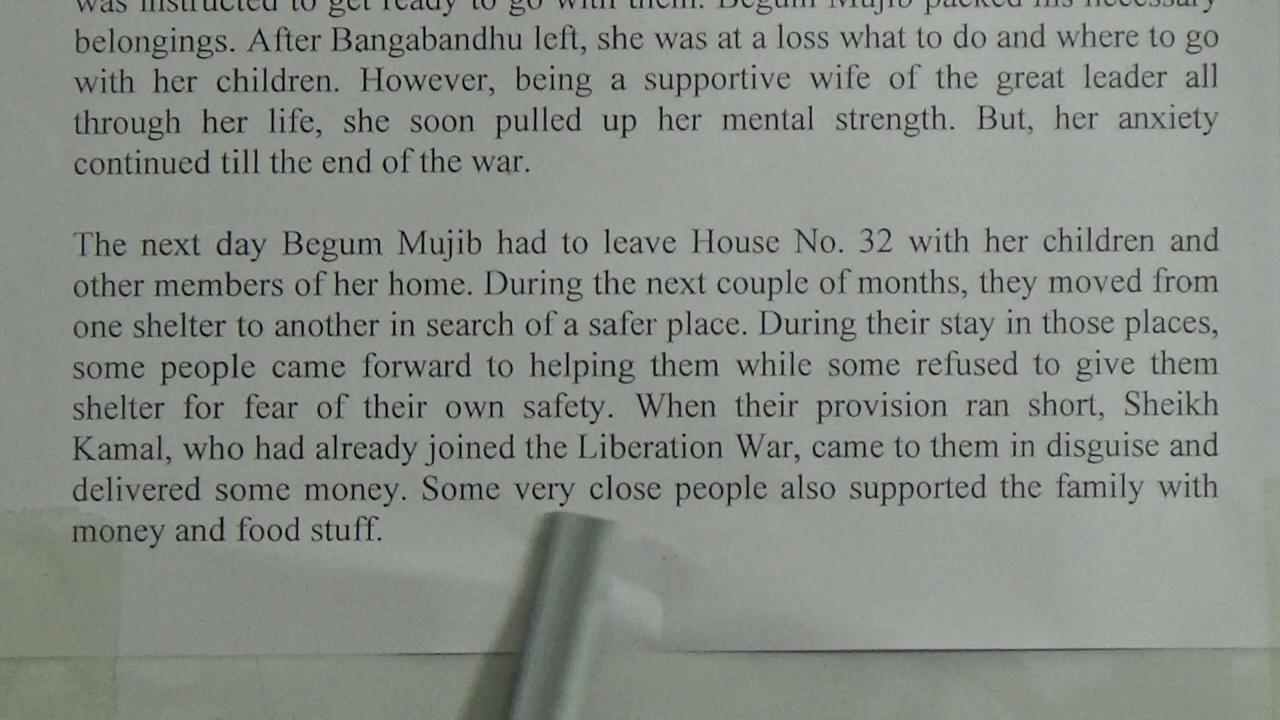 was instructed to get ready to go with them. Begum Mujib packed his necessary
belongings. After Bangabandhu left, she was at a loss what to do and where to go
with her children. However, being a supportive wife of the great leader all
through her life, she soon pulled up her mental strength. But, her anxiety
continued till the end of the war.
The next day Begum Mujib had to leave House No. 32 with her children and
other members of her home. During the next couple of months, they moved from
one shelter to another in search of a safer place. During their stay in those places,
some people came forward to helping them while some refused to give them
shelter for fear of their own safety. When their provision ran short, Sheikh
Kamal, who had already joined the Liberation War, came to them in disguise and
delivered some money. Some very close people also supported the family with
money and food stuff.